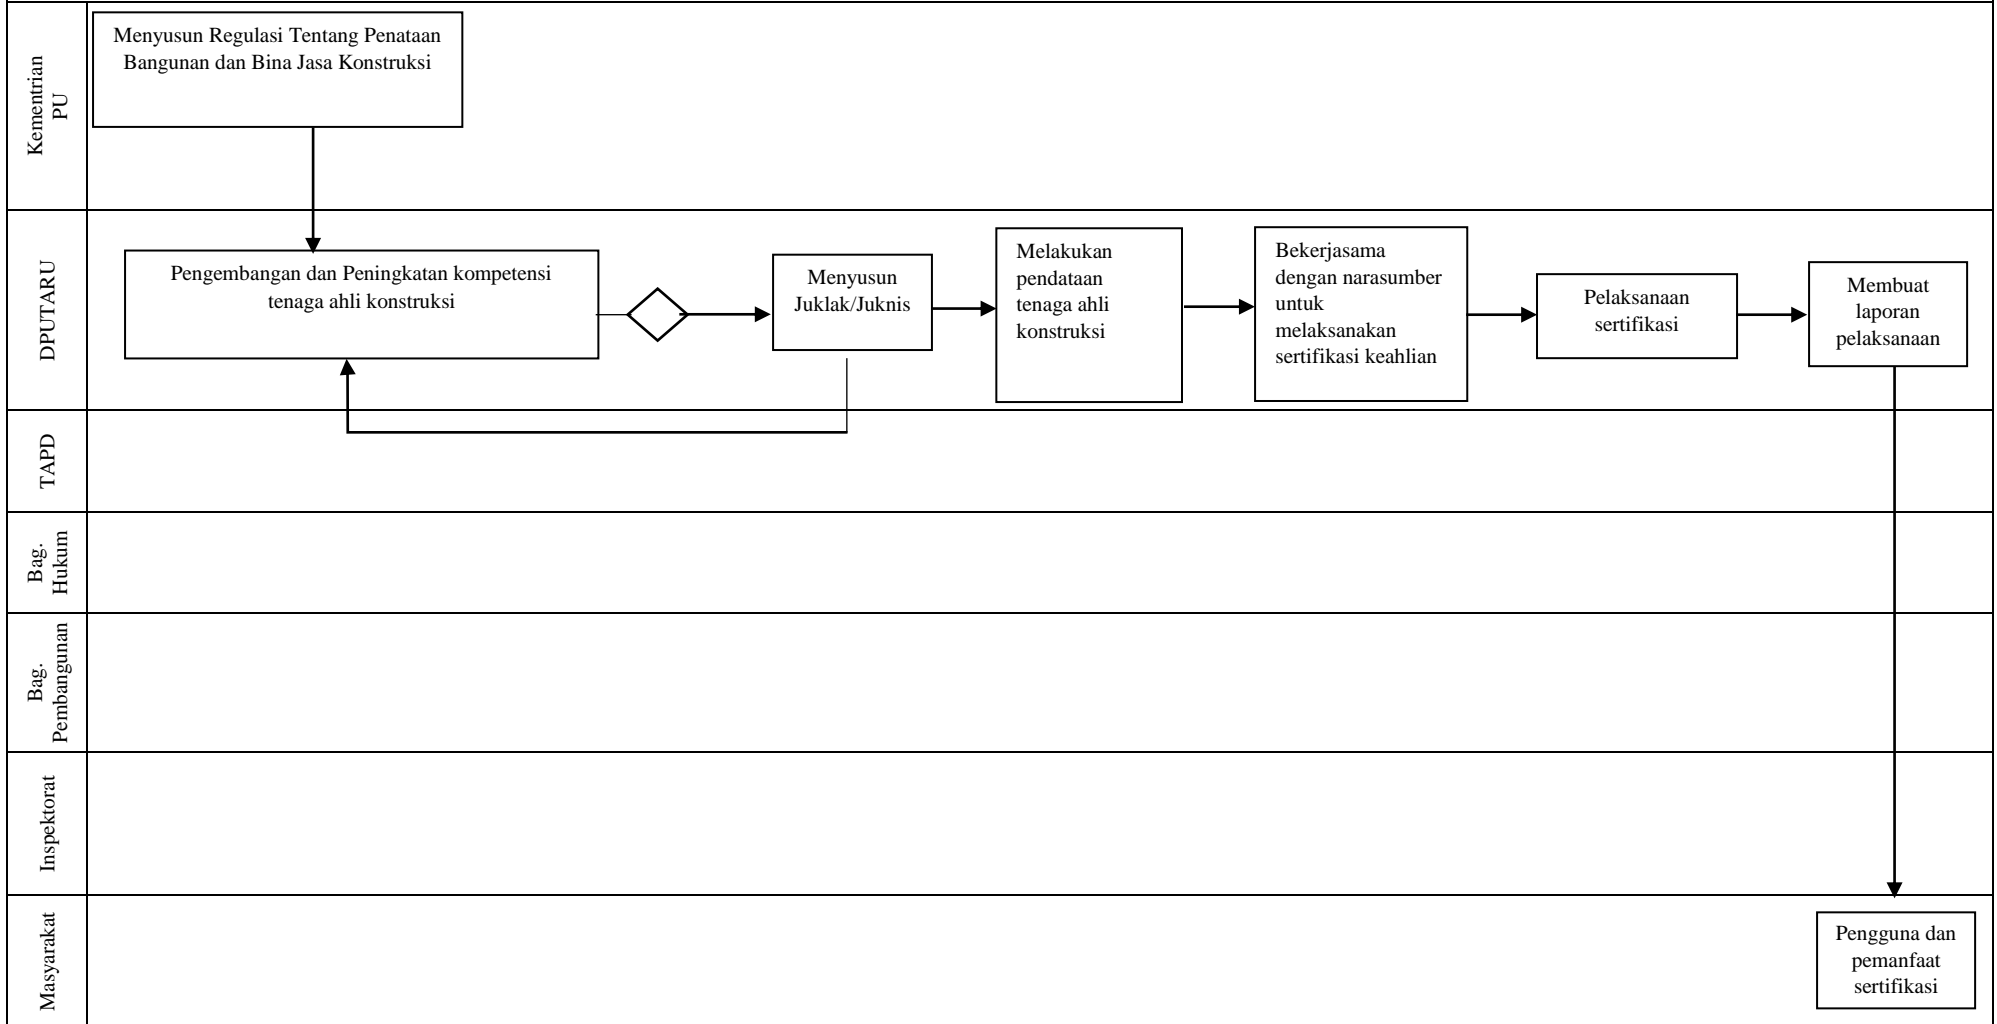 Kementrian
PU
Menyusun Regulasi Tentang Penataan
Bangunan dan Bina Jasa Konstruksi
DPUTARU
Pengembangan dan Peningkatan kompetensi
tenaga ahli konstruksi
Menyusun
Juklak/Juknis
Melakukan
pendataan
tenaga ahli
konstruksi
Bekerjasama
dengan narasumber
untuk
melaksanakan
sertifikasi keahlian
Pelaksanaan
sertifikasi
Membuat
laporan
pelaksanaan
TAPD
Bag.
Hukum
Bag.
Pembangunan
Inspektorat
Masyarakat
Pengguna dan
pemanfaat
sertifikasi